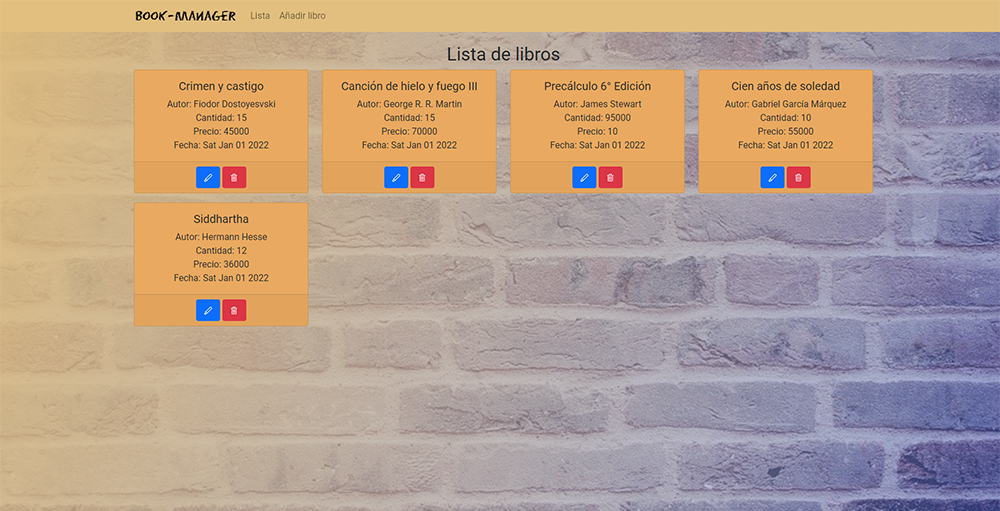 BOOK-MANAGER Lista Añadir libro
Lista de libros
Crimen y castigo
Autor: Fiodor Dostoyesvski
Cantidad: 15
Precio: 45000
Fecha: Sat Jan 01 2022
Canción de hielo y fuego III
Autor: George R. R. Martin
Cantidad: 15
Precio: 70000
Fecha: Sat Jan 01 2022
Precálculo 6° Edición
Autor: James Stewart
Cantidad: 95000
Precio: 10
Fecha: Sat Jan 01 2022
Cien años de soledad
Autor: Gabriel García Márquez
Cantidad: 10
Precio: 55000
Fecha: Sat Jan 01 2022
Siddhartha
Autor: Hermann Hesse
Cantidad: 12
Precio: 36000
Fecha: Sat Jan 01 2022